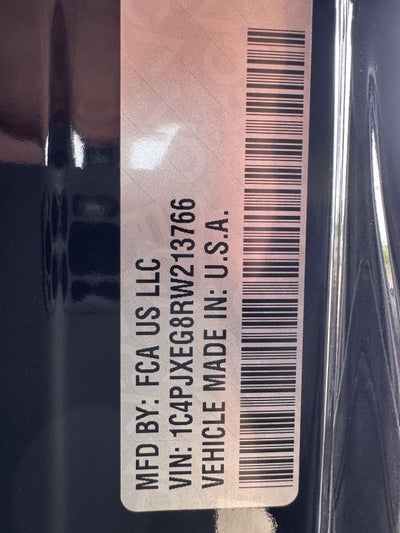 MFD BY: FCA US LLC
VIN: 1C4PJXEG8RW213766
VEHICLE MADE IN: U.S.A.